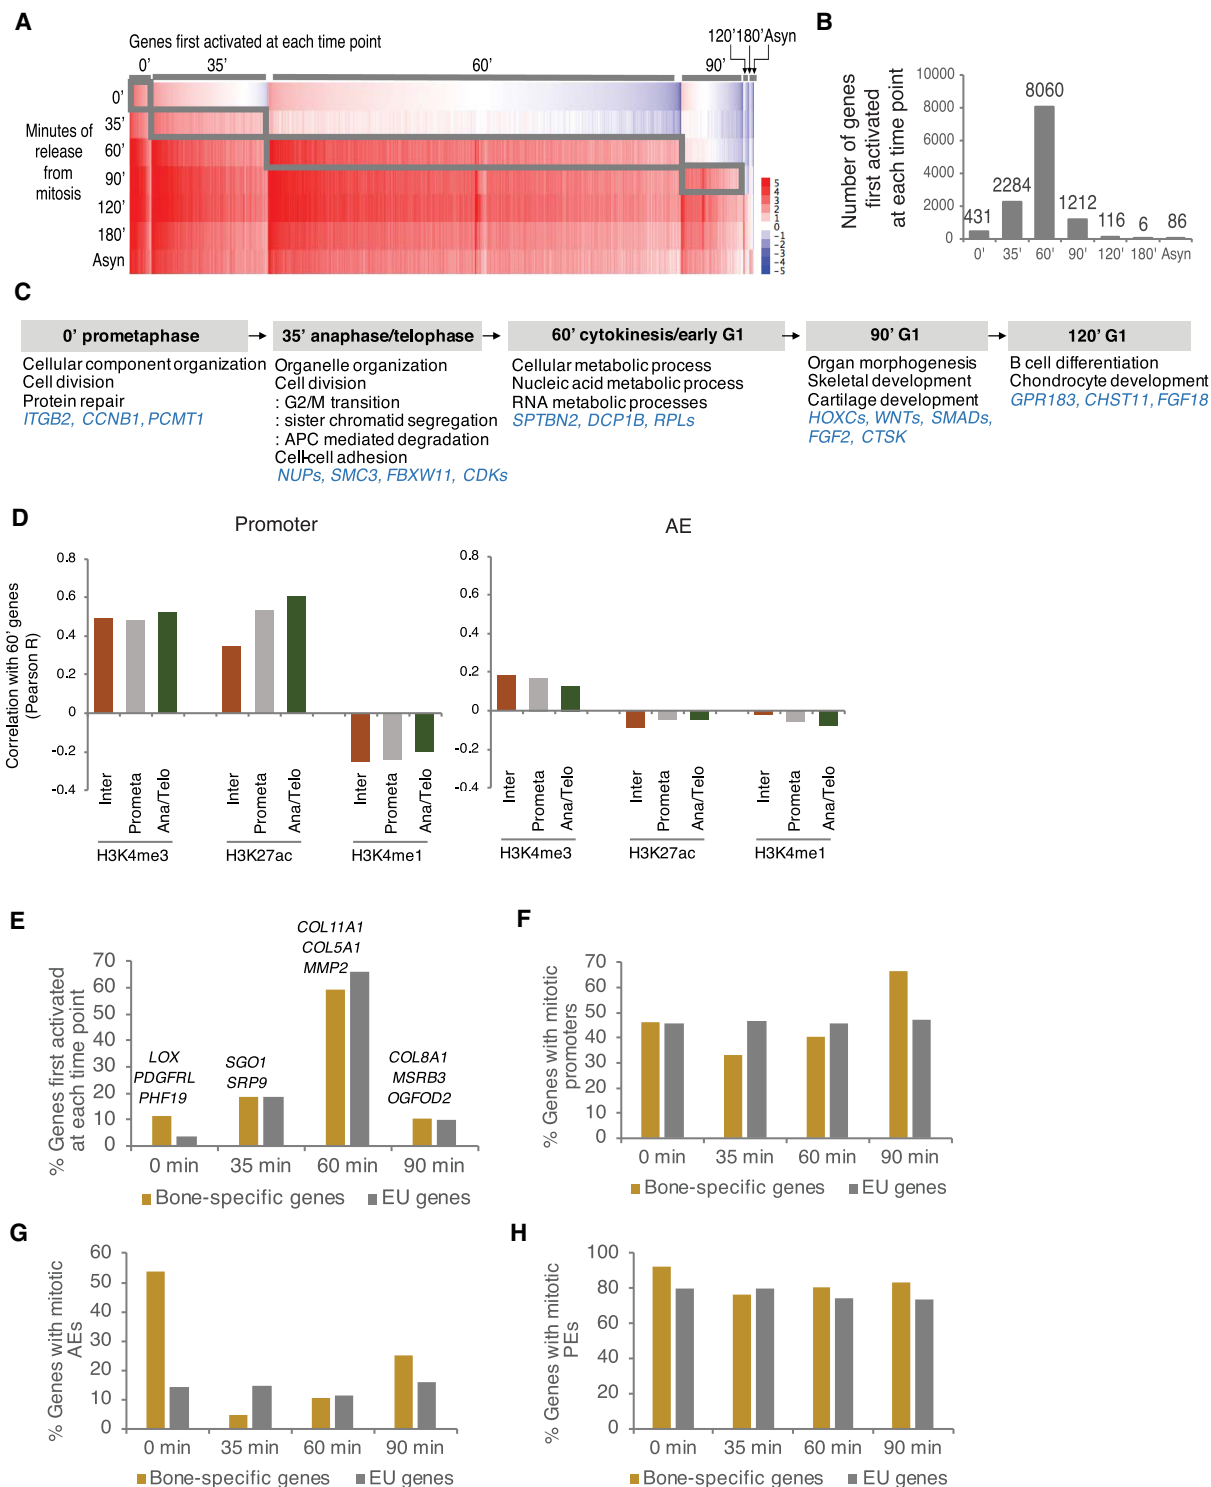 A
Genes first activated at each time point
0' 35' 60' 90' 120' 180' Asyn
Minutes of
release
from
mitosis
0'
35'
60'
90'
120'
180'
Asyn
5
4
3
2
1
0
-1
-2
-3
-4
-5
B
Number of genes
first activated
at each time point
10000
8000
6000
4000
2000
0
431 2284 8060 1212 116 6 86
0' 35' 60' 90' 120' 180' Asyn
C
0' prometaphase
Cellular component organization
Cell division
Protein repair
ITGB2, CCNB1, PCMT1
35' anaphase/telophase
Organelle organization
Cell division
: G2/M transition
: sister chromatid segregation
: APC mediated degradation
Cell-cell adhesion
NUPs, SMC3, FBXW11, CDKs
60' cytokinesis/early G1
Cellular metabolic process
Nucleic acid metabolic process
RNA metabolic processes
SPTBN2, DCP1B, RPLs
90' G1
Organ morphogenesis
Skeletal development
Cartilage development
HOXCs, WNTs, SMADs,
FGF2, CTSK
120' G1
B cell differentiation
Chondrocyte development
GPR183, CHST11, FGF18
D
Promoter
Correlation with 60' genes
(Pearson R)
0.8
0.6
0.4
0.2
0
-0.2
-0.4
Inter Prometa Ana/Telo Inter Prometa Ana/Telo Inter Prometa Ana/Telo
H3K4me3 H3K27ac H3K4me1
AE
0.8
0.6
0.4
0.2
0
-0.2
-0.4
Inter Prometa Ana/Telo Inter Prometa Ana/Telo Inter Prometa Ana/Telo
H3K4me3 H3K27ac H3K4me1
E
% Genes first activated
at each time point
70
60
50
40
30
20
10
0
LOX
PDGFRL
PHF19
SGO1
SRP9
COL11A1
COL5A1
MMP2
COL8A1
MSRB3
OGFOD2
0 min 35 min 60 min 90 min
Bone-specific genes EU genes
F
% Genes with mitotic
promoters
70
60
50
40
30
20
10
0
0 min 35 min 60 min 90 min
Bone-specific genes EU genes
G
% Genes with mitotic
AEs
60
50
40
30
20
10
0
0 min 35 min 60 min 90 min
Bone-specific genes EU genes
H
% Genes with mitotic
PEs
100
80
60
40
20
0
0 min 35 min 60 min 90 min
Bone-specific genes EU genes